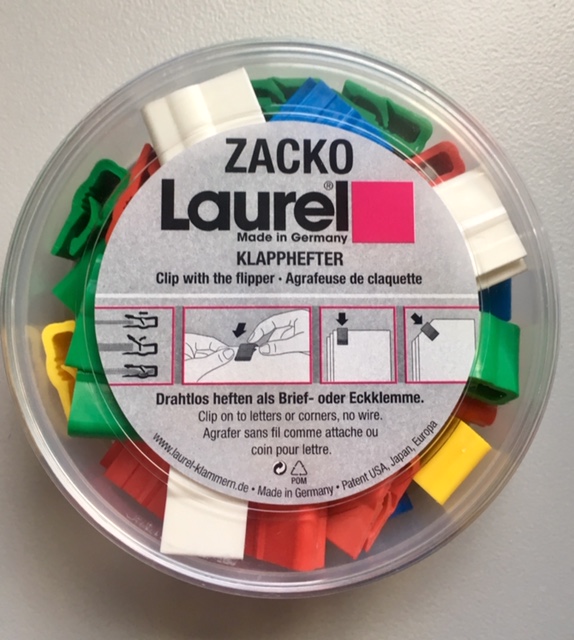 ZACKO
Laurel®
Made in Germany
KLAPPHEFTER
Clip with the flipper · Agrafeuse de claquette
Drahtlos heften als Brief- oder Eckklemme.
Clip on to letters or corners, no wire.
Agrafer sans fil comme attache ou
coin pour lettre.
POM
www.laurel-klammern.de • Made in Germany • Patent USA, Japan, Europa